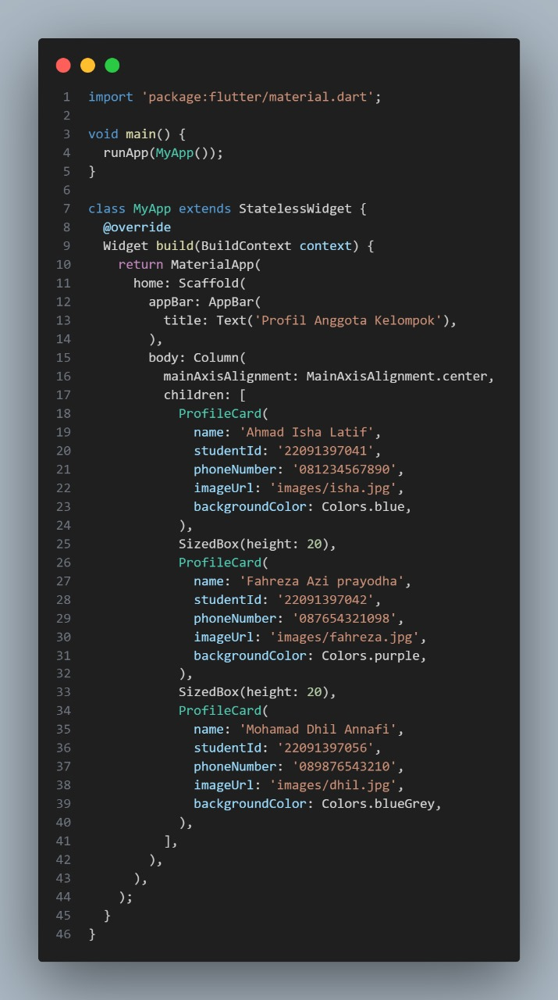 1 import 'package:flutter/material.dart';
2
3 void main() {
4   runApp(MyApp());
5 }
6
7 class MyApp extends StatelessWidget {
8   @override
9   Widget build(BuildContext context) {
10     return MaterialApp(
11       home: Scaffold(
12         appBar: AppBar(
13           title: Text('Profil Anggota Kelompok'),
14         ),
15         body: Column(
16           mainAxisAlignment: MainAxisAlignment.center,
17           children: [
18             ProfileCard(
19               name: 'Ahmad Isha Latif',
20               studentId: '22091397041',
21               phoneNumber: '081234567890',
22               imageUrl: 'images/isha.jpg',
23               backgroundColor: Colors.blue,
24             ),
25             SizedBox(height: 20),
26             ProfileCard(
27               name: 'Fahreza Azi prayodha',
28               studentId: '22091397042',
29               phoneNumber: '087654321098',
30               imageUrl: 'images/fahreza.jpg',
31               backgroundColor: Colors.purple,
32             ),
33             SizedBox(height: 20),
34             ProfileCard(
35               name: 'Mohamad Dhil Annafi',
36               studentId: '22091397056',
37               phoneNumber: '089876543210',
38               imageUrl: 'images/dhil.jpg',
39               backgroundColor: Colors.blueGrey,
40             ),
41           ],
42         ),
43       ),
44     );
45   }
46 }